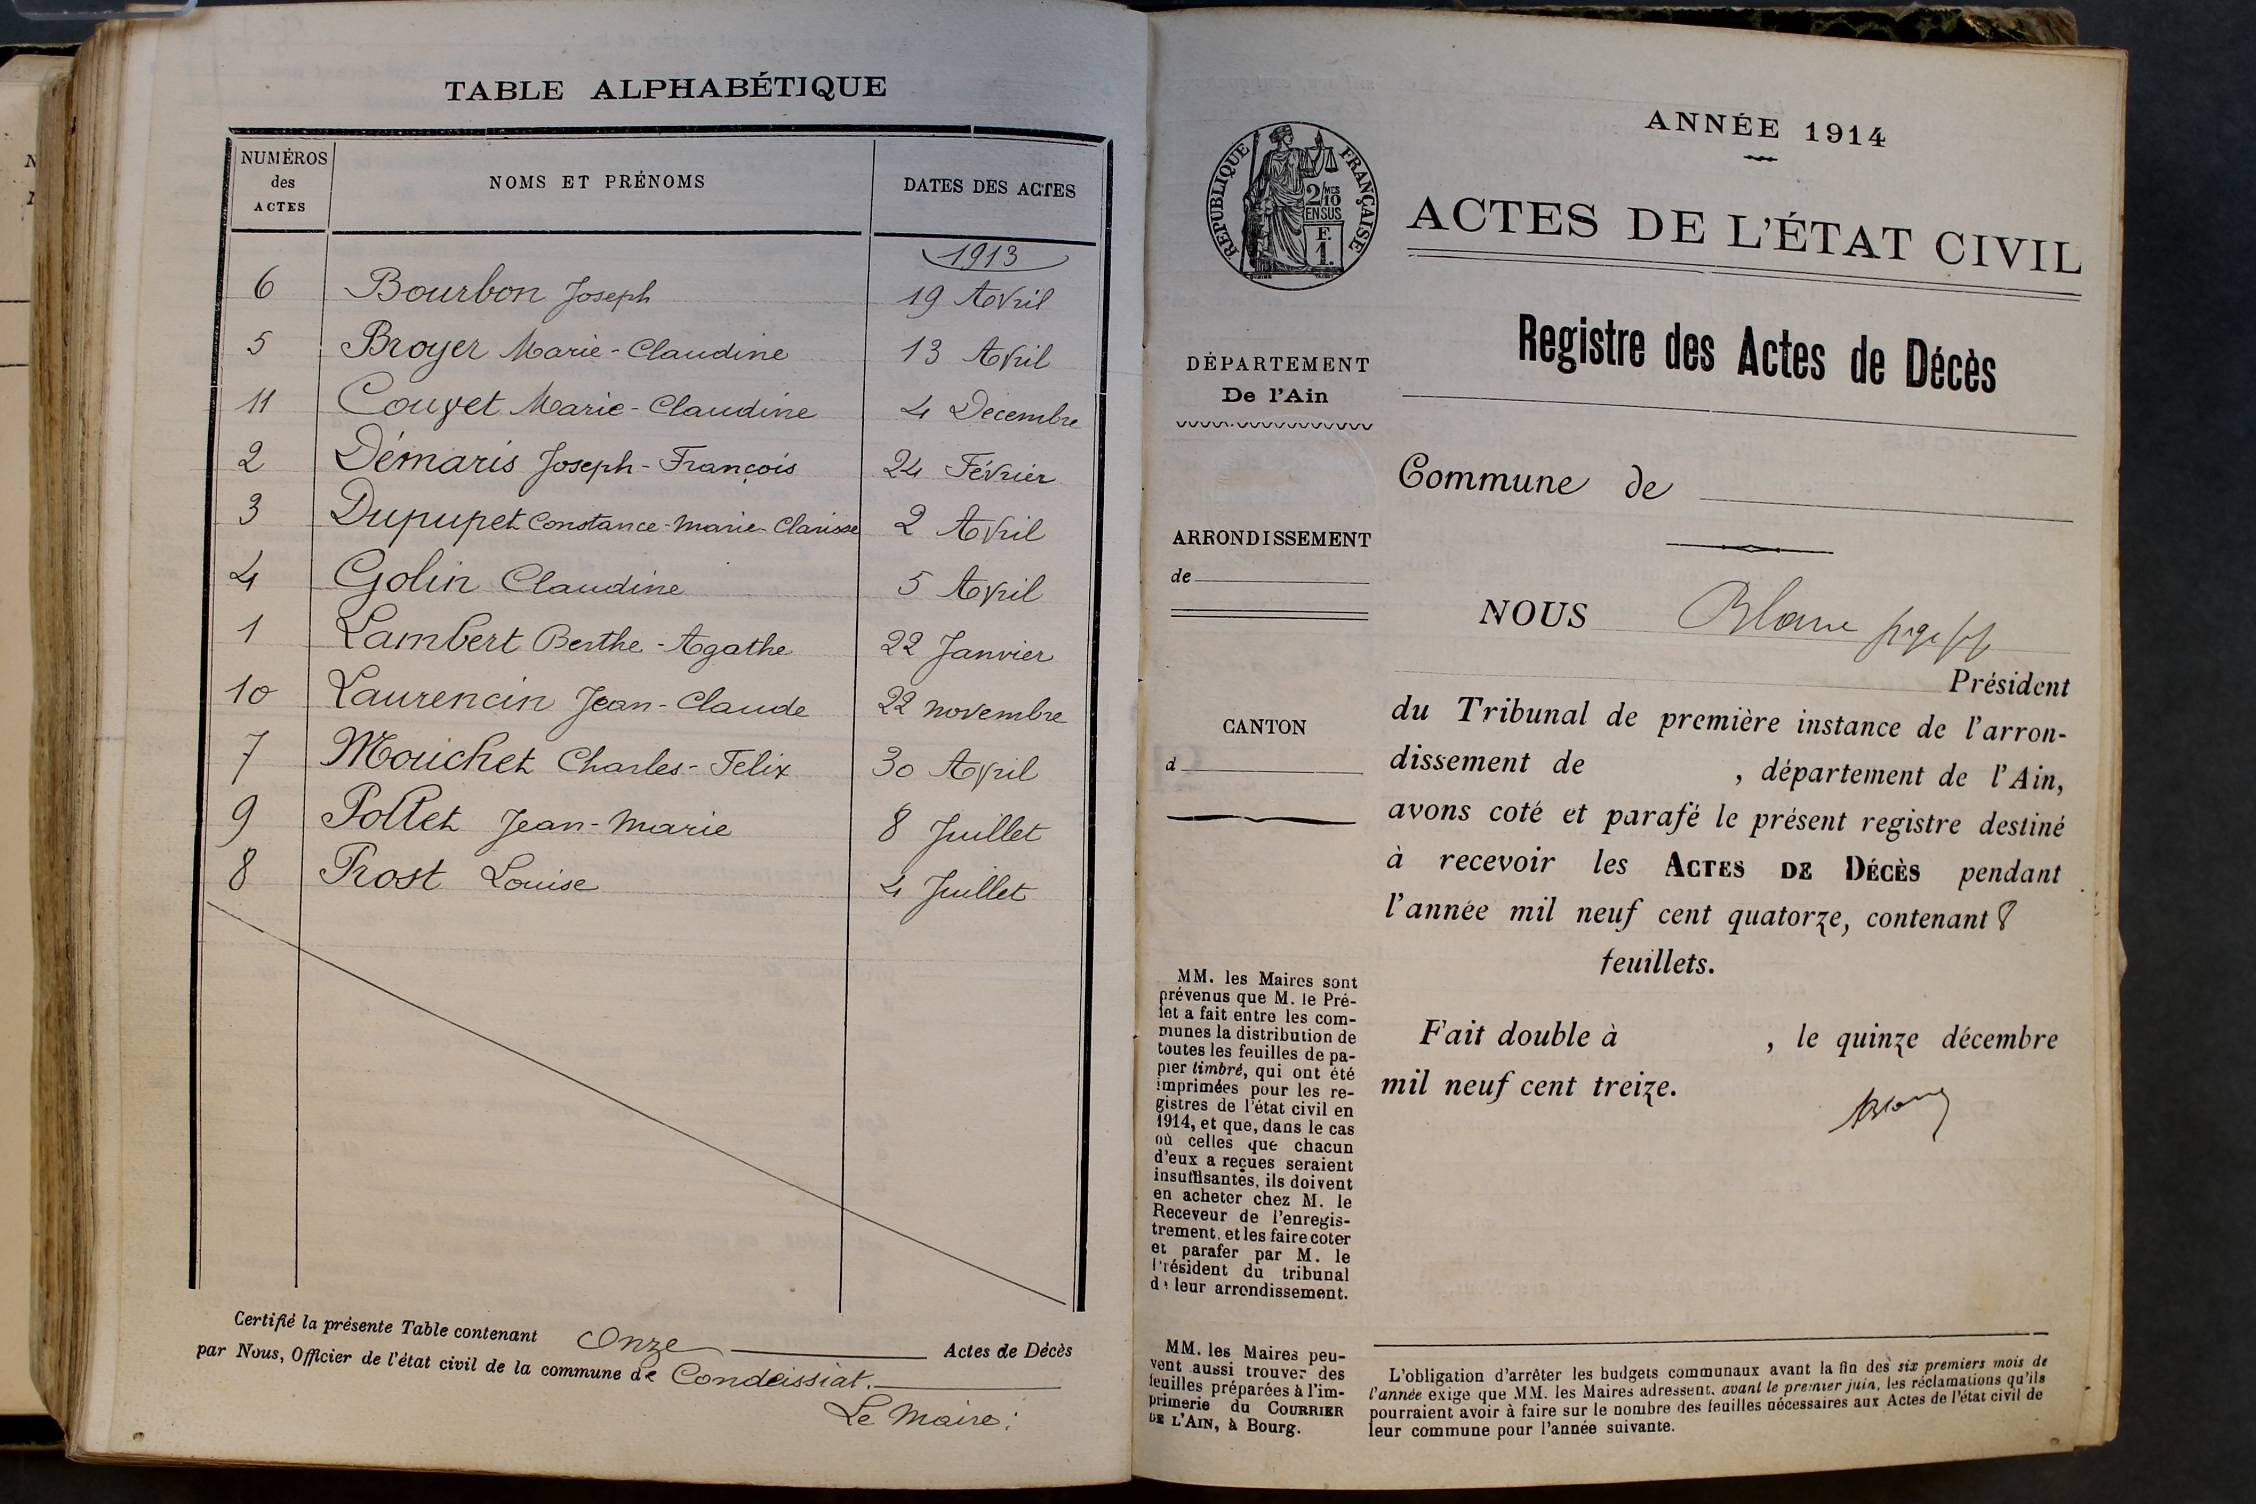 TABLE ALPHABÉTIQUE
NUMÉROS des ACTES NOMS ET PRÉNOMS DATES DES ACTES
1913
6 Bourbon Joseph 19 Avril
5 Broyer Marie-Claudine 13 Avril
11 Couvet Marie-Claudine 4 Décembre
2 Démaris Joseph-François 24 Février
3 Dupupet Constance-Marie-Clarisse 2 Avril
4 Golin Claudine 5 Avril
1 Lambert Berthe-Agathe 22 Janvier
10 Laurencin Jean-Claude 22 novembre
7 Mouchet Charles-Felix 30 Avril
9 Pollet Jean-Marie 8 Juillet
8 Prost Louise 4 Juillet
Certifié la présente Table contenant Onze Actes de Décès
par Nous, Officier de l'état civil de la commune de Condeissiat.
Le Maire:
RÉPUBLIQUE FRANÇAISE
2/10 MES
EN SUS
F.
1.
DÉPARTEMENT
De l'Ain
ARRONDISSEMENT
de
CANTON
d
MM. les Maires sont
prévenus que M. le Pré-
fet a fait entre les com-
munes la distribution de
toutes les feuilles de pa-
pier timbré, qui ont été
imprimées pour les re-
gistres de l'état civil en
1914, et que, dans le cas
où celles que chacun
d'eux a reçues seraient
insuffisantes, ils doivent
en acheter chez M. le
Receveur de l'enregis-
trement, et les faire coter
et parafer par M. le
Président du tribunal
de leur arrondissement.
MM. les Maires peu-
vent aussi trouver des
feuilles préparées à l'im-
primerie du COURRIER
DE L'AIN, à Bourg.
ANNÉE 1914
ACTES DE L'ÉTAT CIVIL
Registre des Actes de Décès
Commune de
NOUS
Président
du Tribunal de première instance de l'arron-
dissement de , département de l'Ain,
avons coté et parafé le présent registre destiné
à recevoir les ACTES DE DÉCÈS pendant
l'année mil neuf cent quatorze, contenant 8
feuillets.
Fait double à , le quinze décembre
mil neuf cent treize.
L'obligation d'arrêter les budgets communaux avant la fin des six premiers mois de
l'année exige que MM. les Maires adressent, avant le premier juin, les réclamations qu'ils
pourraient avoir à faire sur le nombre des feuilles nécessaires aux Actes de l'état civil de
leur commune pour l'année suivante.